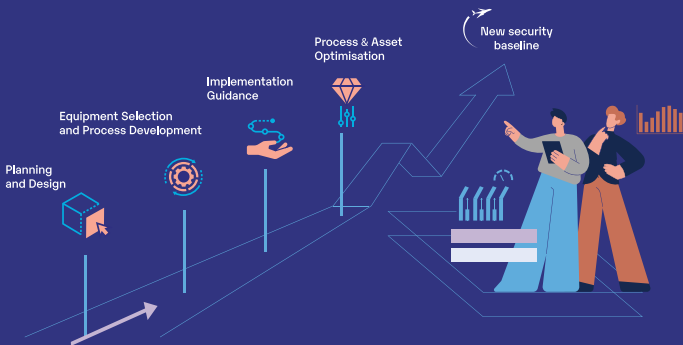 Planning
and Design
Equipment Selection
and Process Development
Implementation
Guidance
Process & Asset
Optimisation
New security
baseline